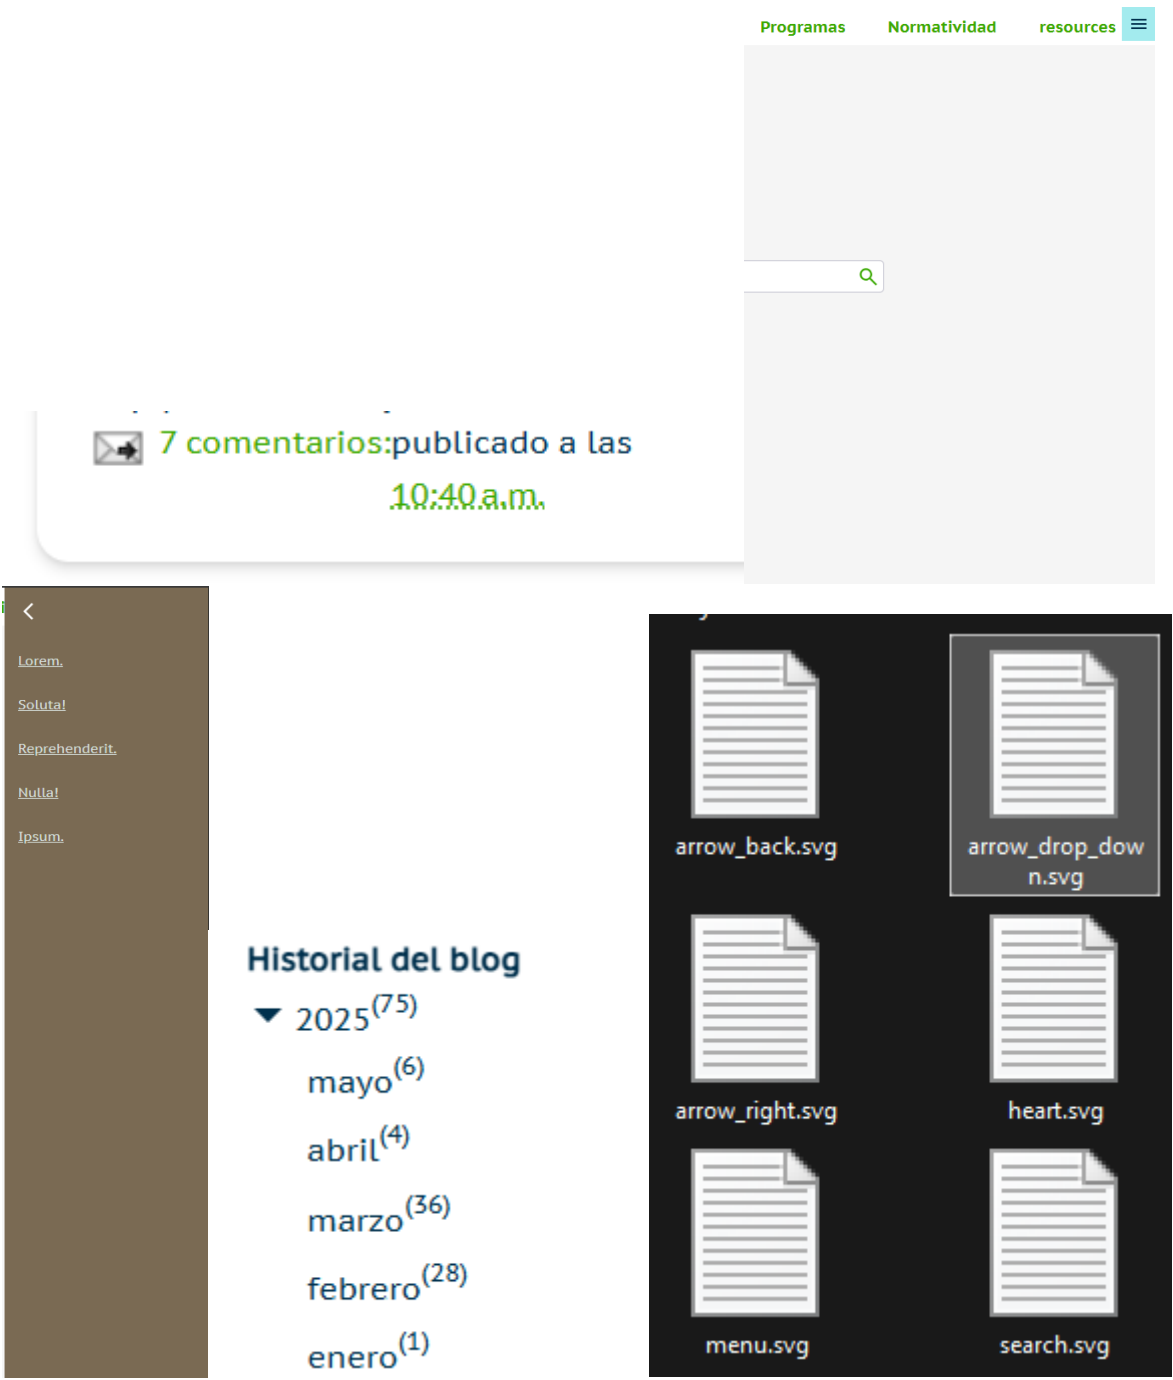 Programas Normatividad resources
7 comentarios:publicado a las
10:40 a.m.
Lorem.
Soluta!
Reprehenderit.
Nulla!
Ipsum.
Historial del blog
2025(75)
mayo(6)
abril(4)
marzo(36)
febrero(28)
enero(1)
arrow_back.svg
arrow_drop_dow
n.svg
arrow_right.svg
heart.svg
menu.svg
search.svg